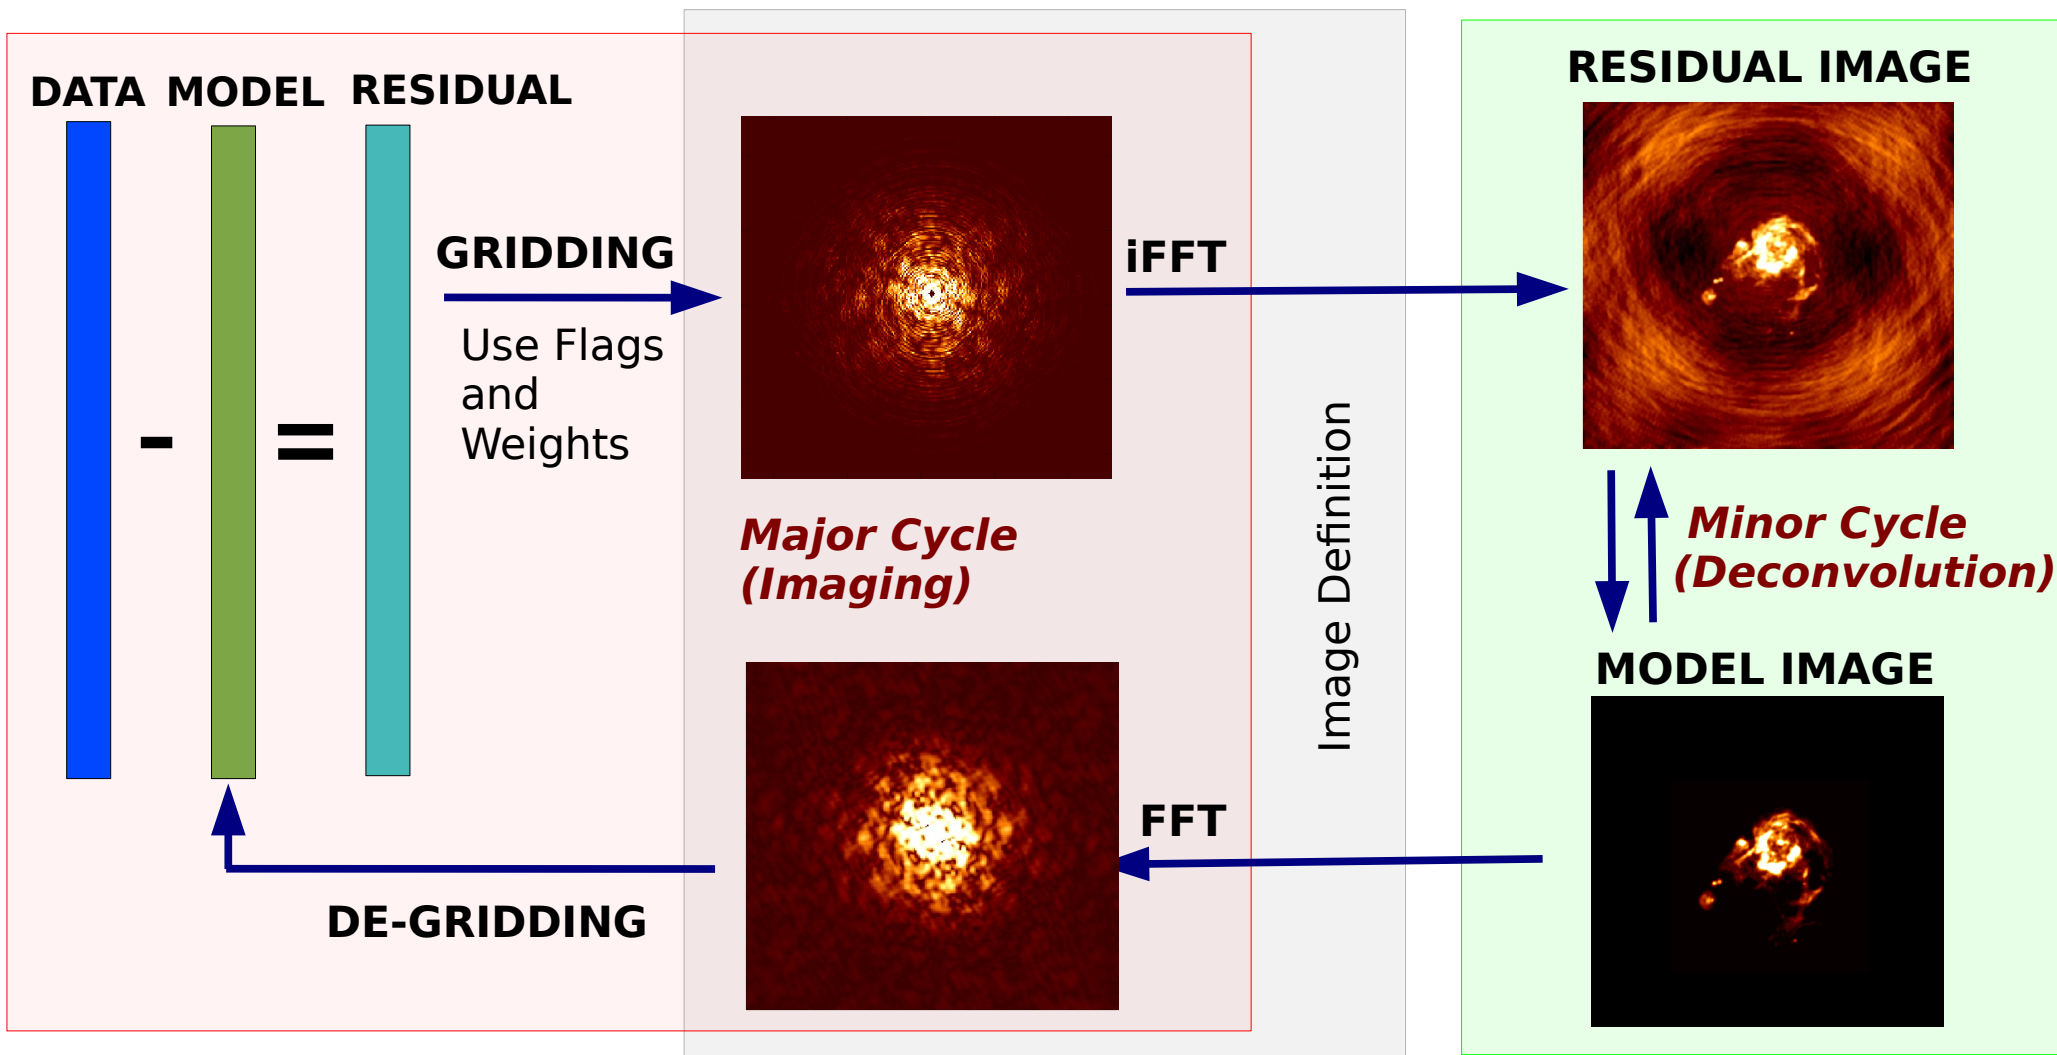 DATA MODEL RESIDUAL
- =
GRIDDING
Use Flags
and
Weights
iFFT
RESIDUAL IMAGE
Major Cycle
(Imaging)
Image Definition
Minor Cycle
(Deconvolution)
MODEL IMAGE
FFT
DE-GRIDDING